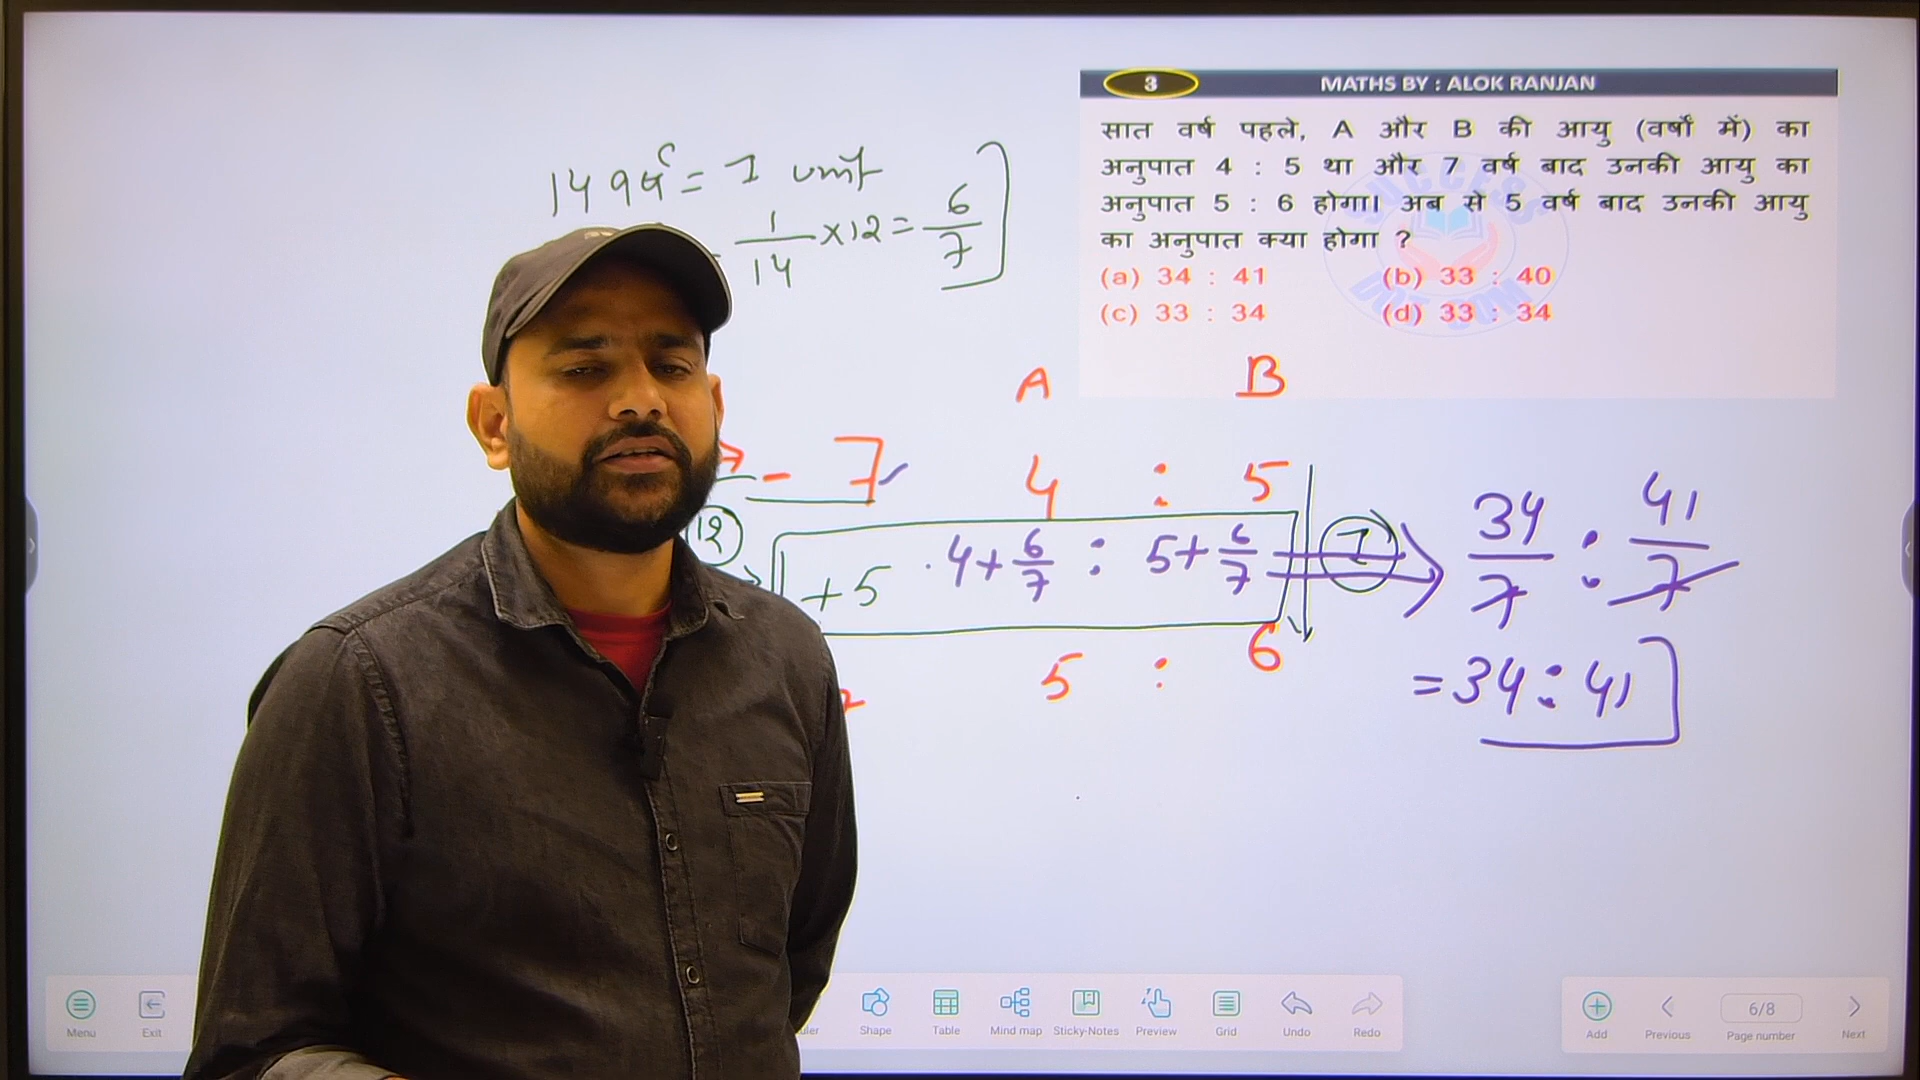 3 MATHS BY : ALOK RANJAN
सात वर्ष पहले, A और B की आयु (वर्षों में) का
अनुपात 4 : 5 था और 7 वर्ष बाद उनकी आयु का
अनुपात 5 : 6 होगा। अब से 5 वर्ष बाद उनकी आयु
का अनुपात क्या होगा ?
(a) 34 : 41 (b) 33 : 40
(c) 33 : 34 (d) 33 : 34
14 = 1 unit
1/14 ×12 = 6/7
A B
- 7 4 : 5
12 +5 4+6/7 : 5+6/7 1 34/7 : 41/7
5 : 6
= 34 : 41
Menu Exit Shape Table Mind map Sticky-Notes Preview Grid Undo Redo Add Previous 6/8 Page number Next